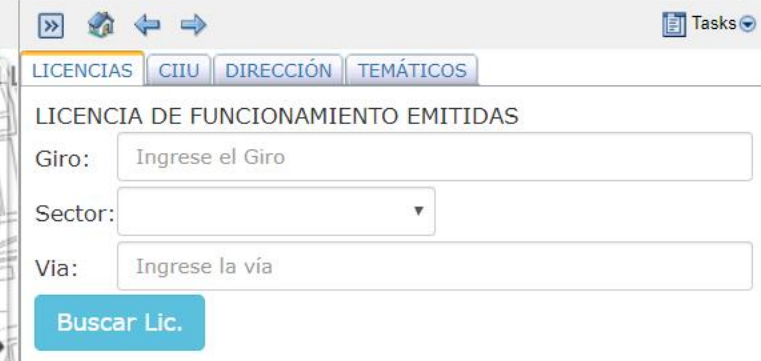 Tasks
LICENCIAS CIIU DIRECCIÓN TEMÁTICOS
LICENCIA DE FUNCIONAMIENTO EMITIDAS
Giro: Ingrese el Giro
Sector:
Via: Ingrese la vía
Buscar Lic.